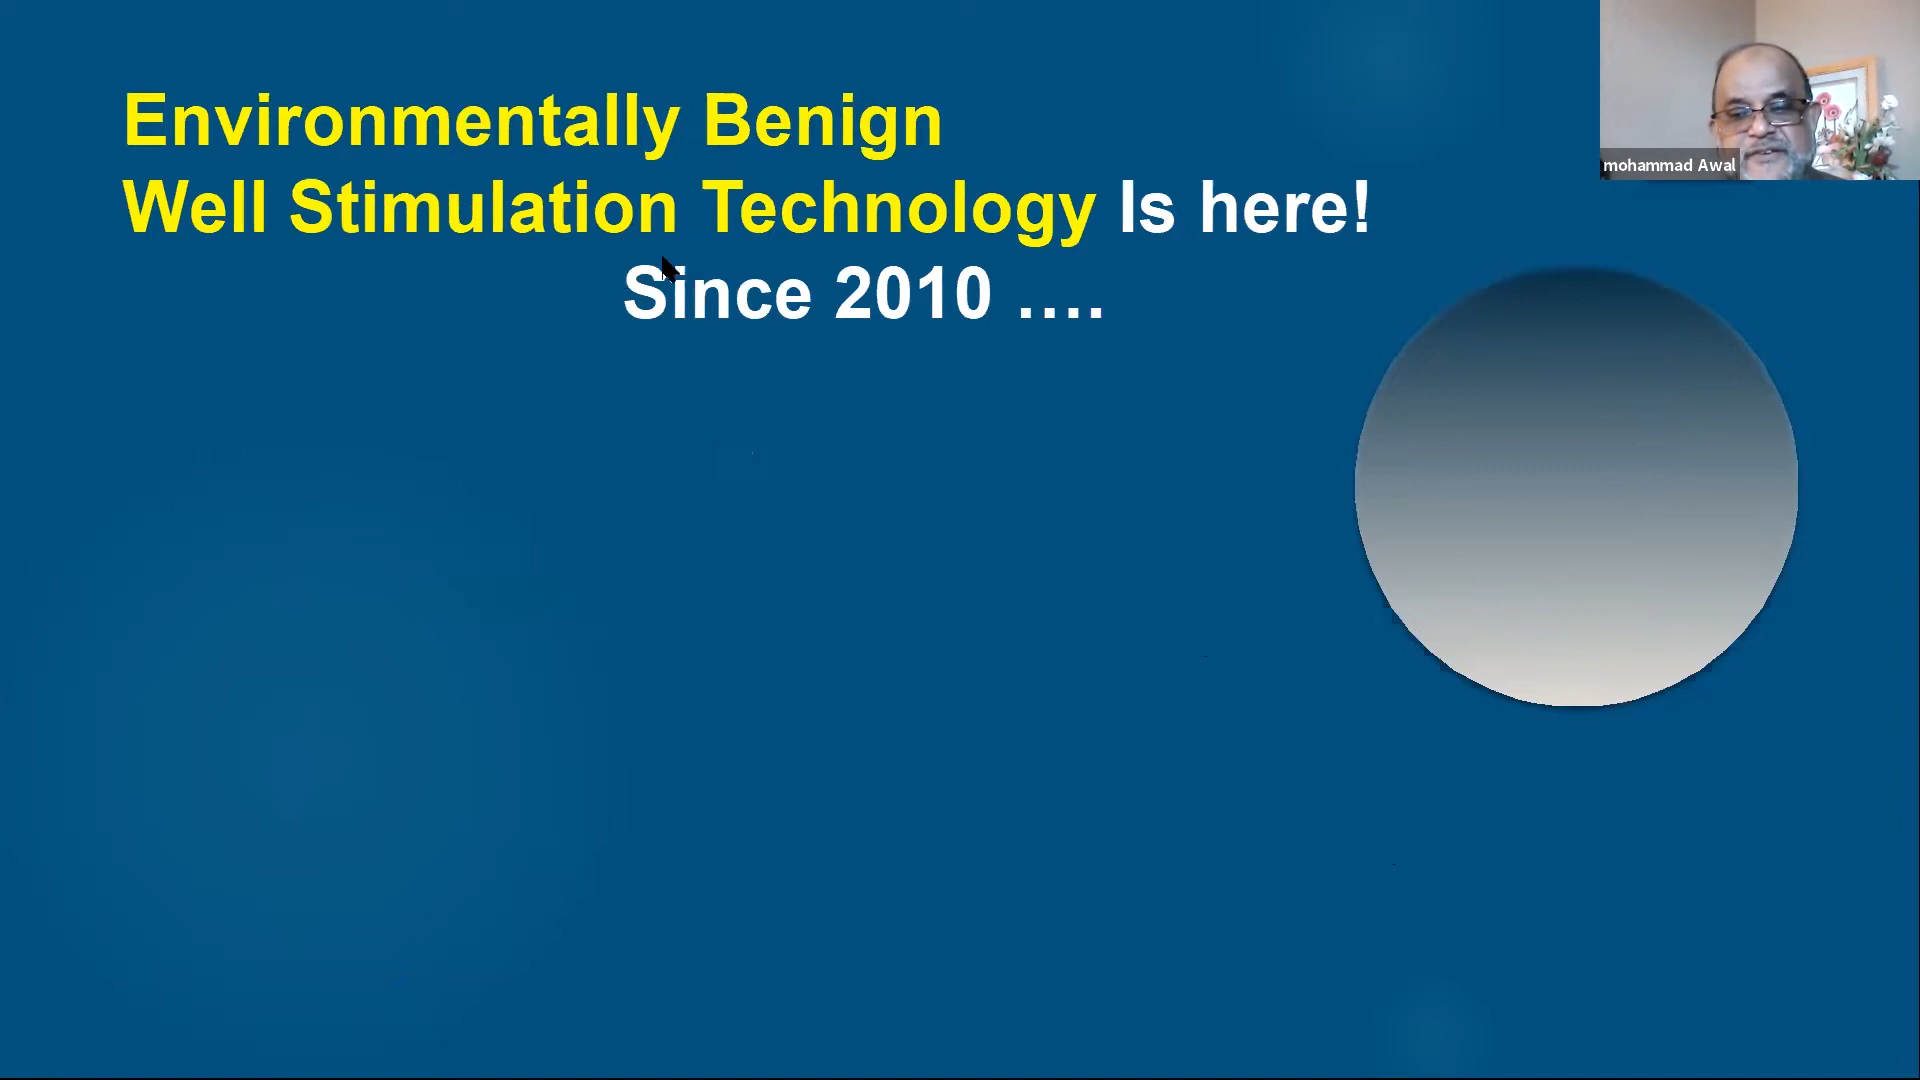 Environmentally Benign
Well Stimulation Technology Is here!
Since 2010 ....
mohammad Awal